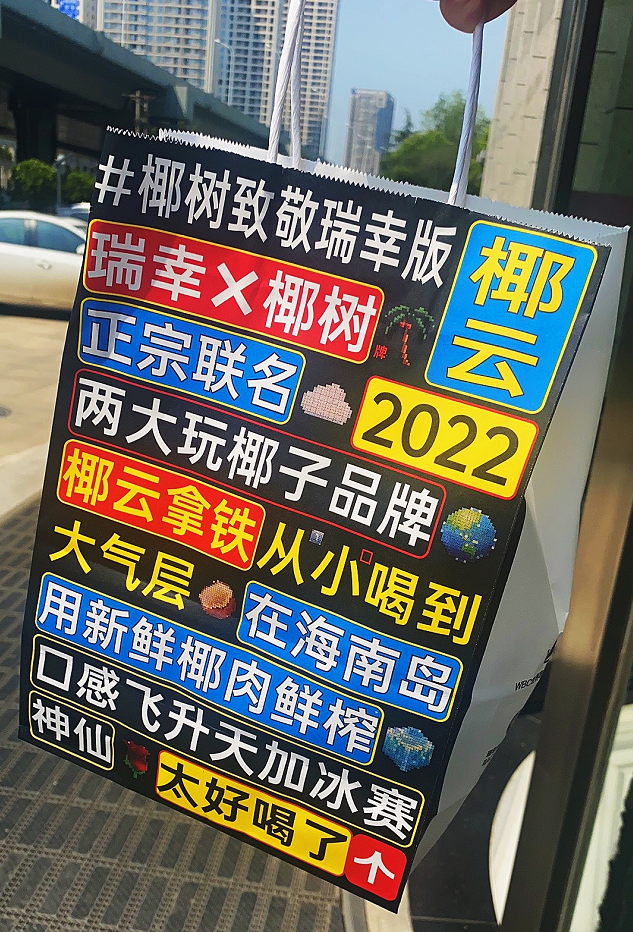 #椰树致敬瑞幸版
椰云
瑞幸×椰树
牌
正宗联名
2022
两大玩椰子品牌
椰云拿铁从小喝到
大气层
在海南岛
用新鲜椰肉鲜榨
口感飞升天加冰赛
神仙
太好喝了↑